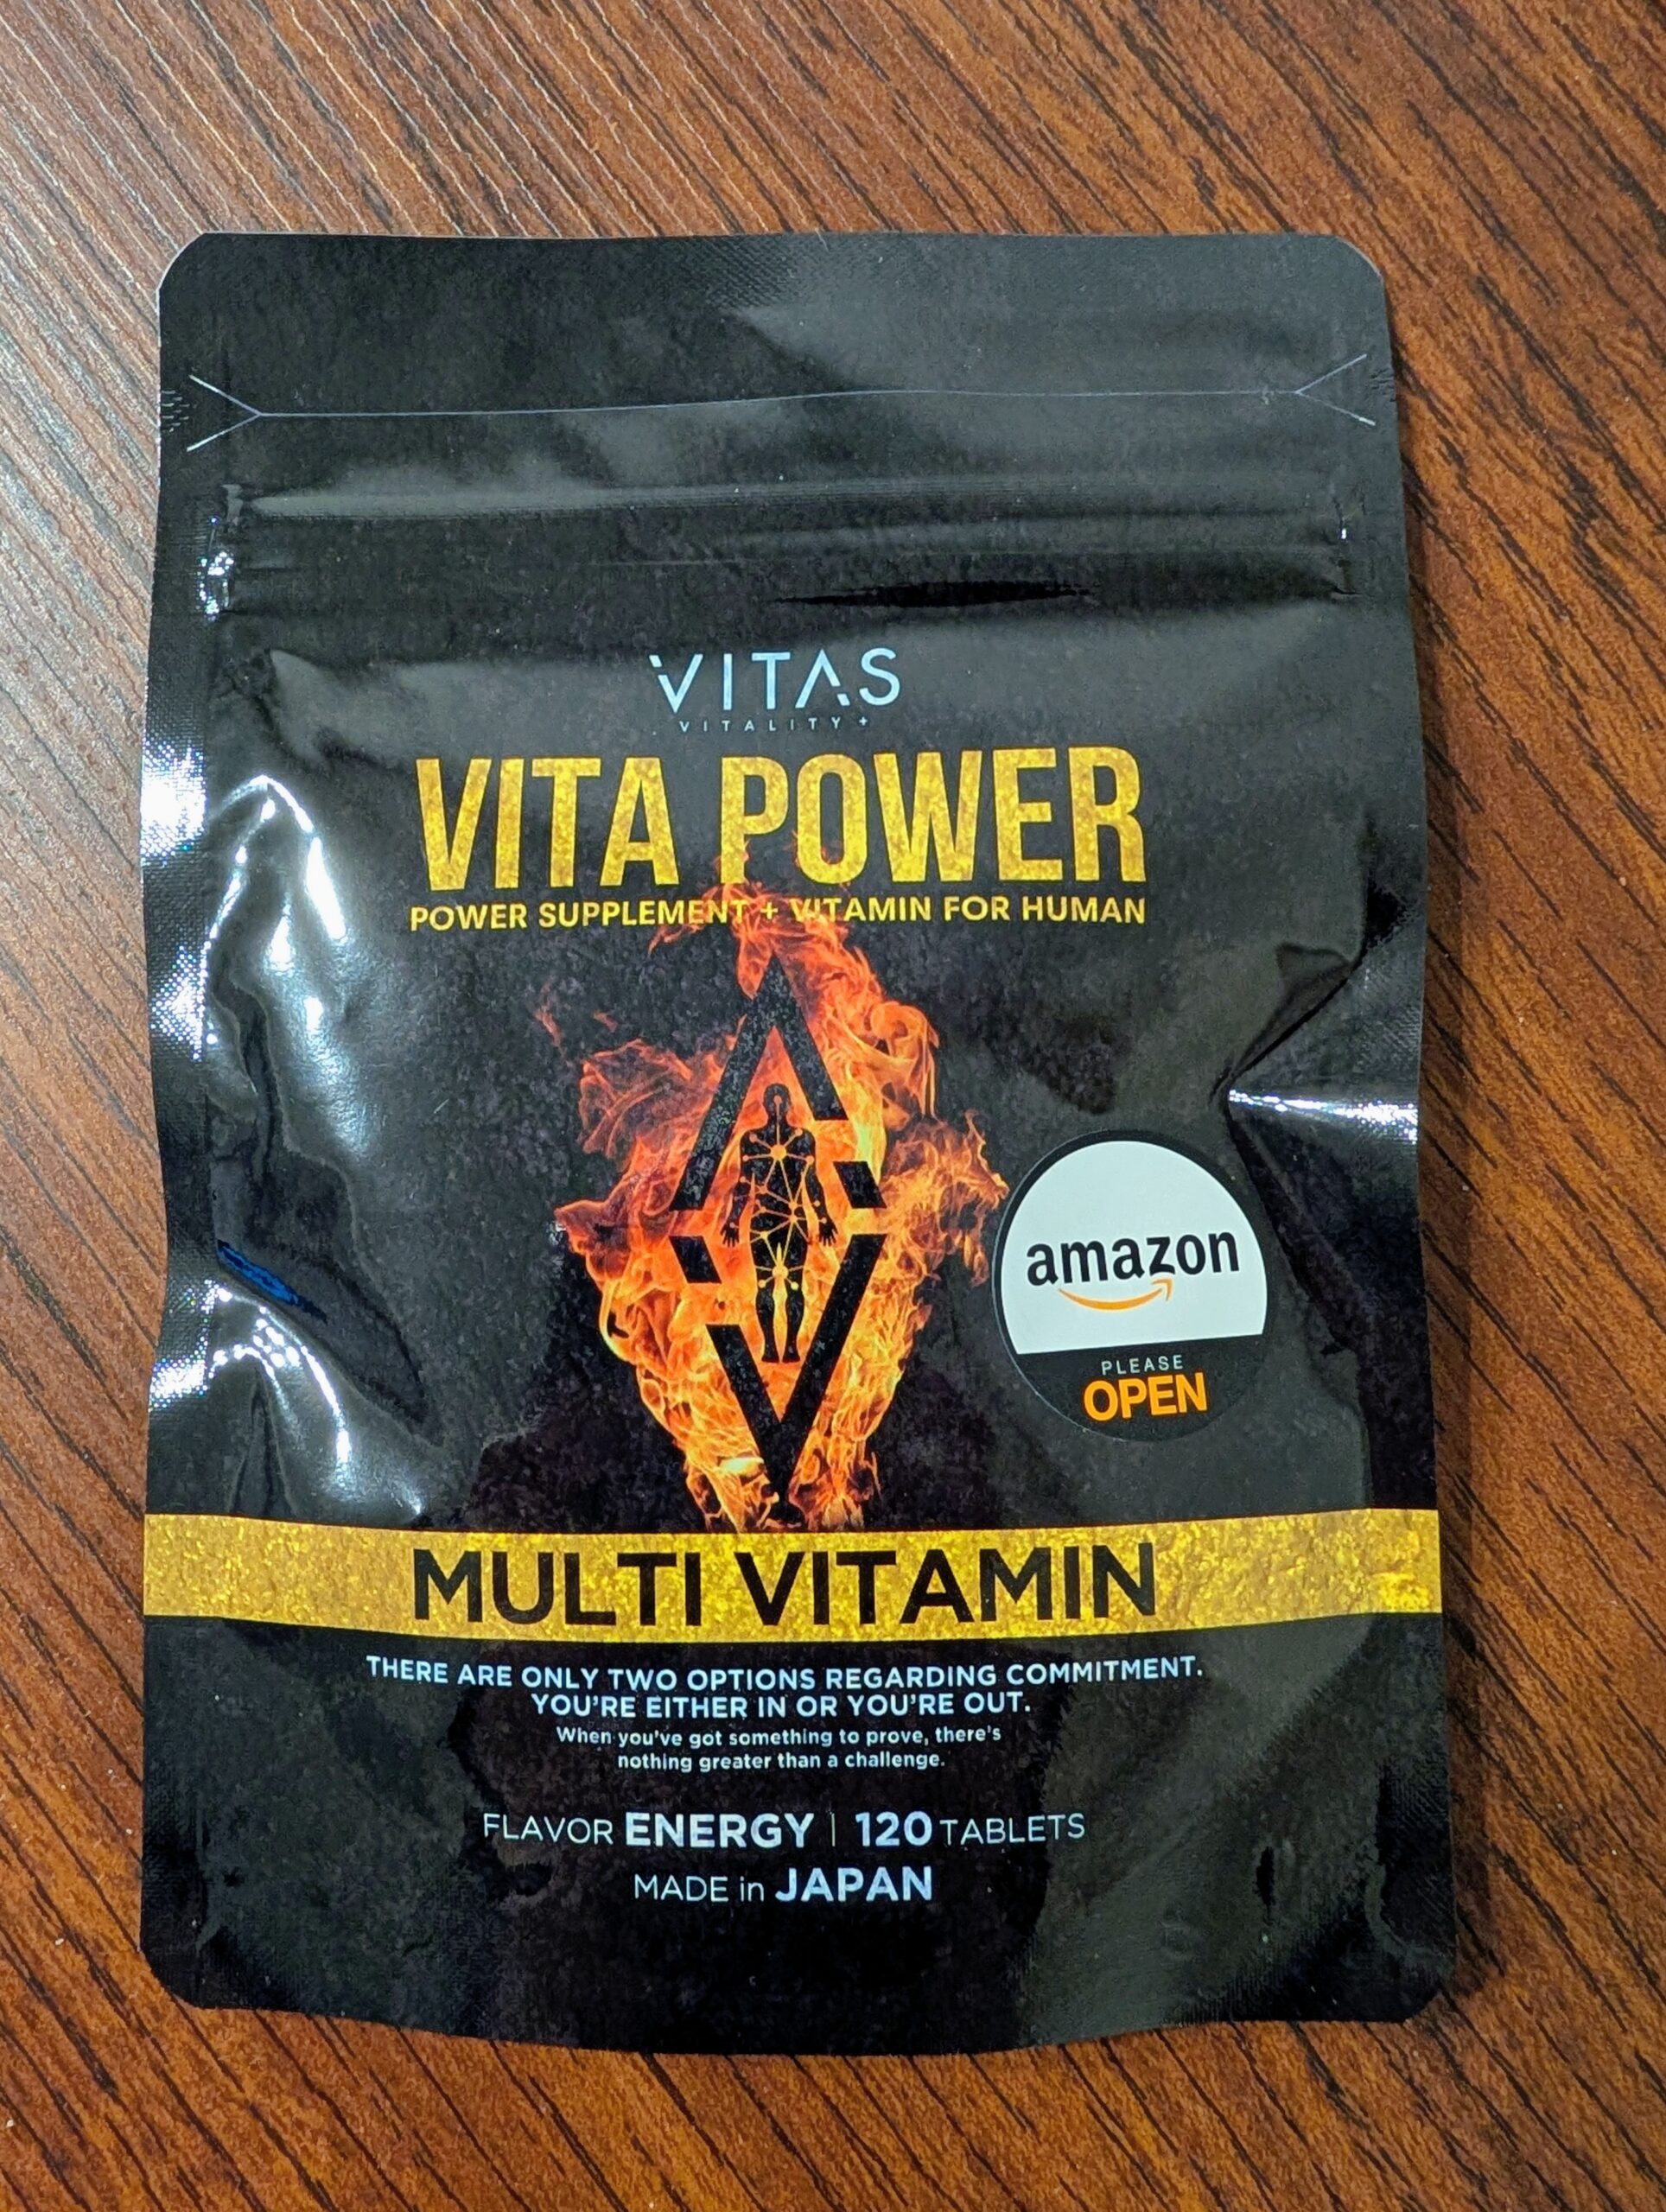 VITAS
VITALITY+
VITA POWER
POWER SUPPLEMENT + VITAMIN FOR HUMAN
amazon
PLEASE
OPEN
MULTI VITAMIN
THERE ARE ONLY TWO OPTIONS REGARDING COMMITMENT.
YOU'RE EITHER IN OR YOU'RE OUT.
When you've got something to prove, there's
nothing greater than a challenge.
FLAVOR ENERGY | 120 TABLETS
MADE in JAPAN